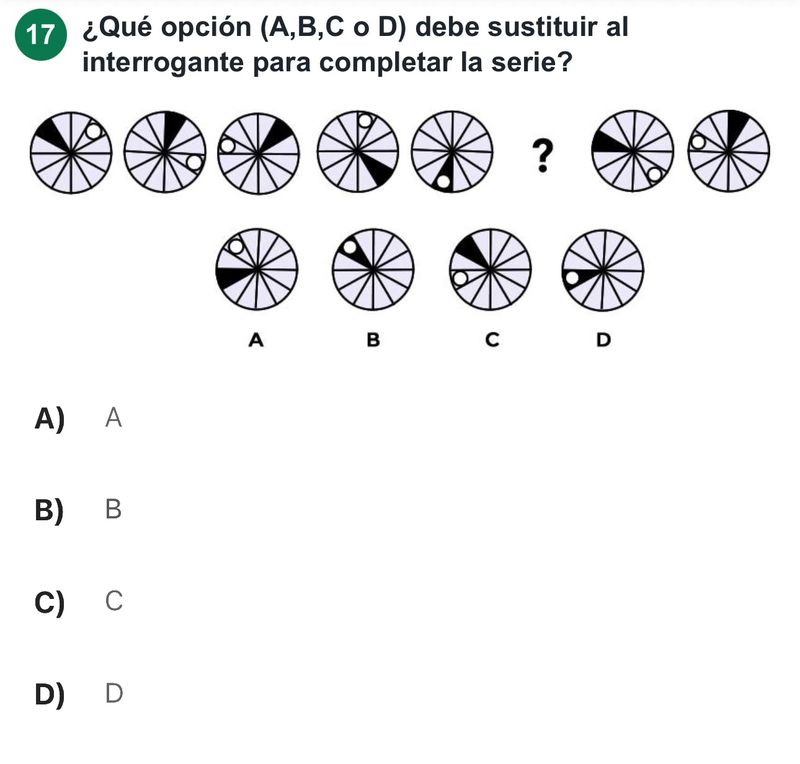 17 ¿Qué opción (A,B,C o D) debe sustituir al
interrogante para completar la serie?
?
A B C D
A) A
B) B
C) C
D) D